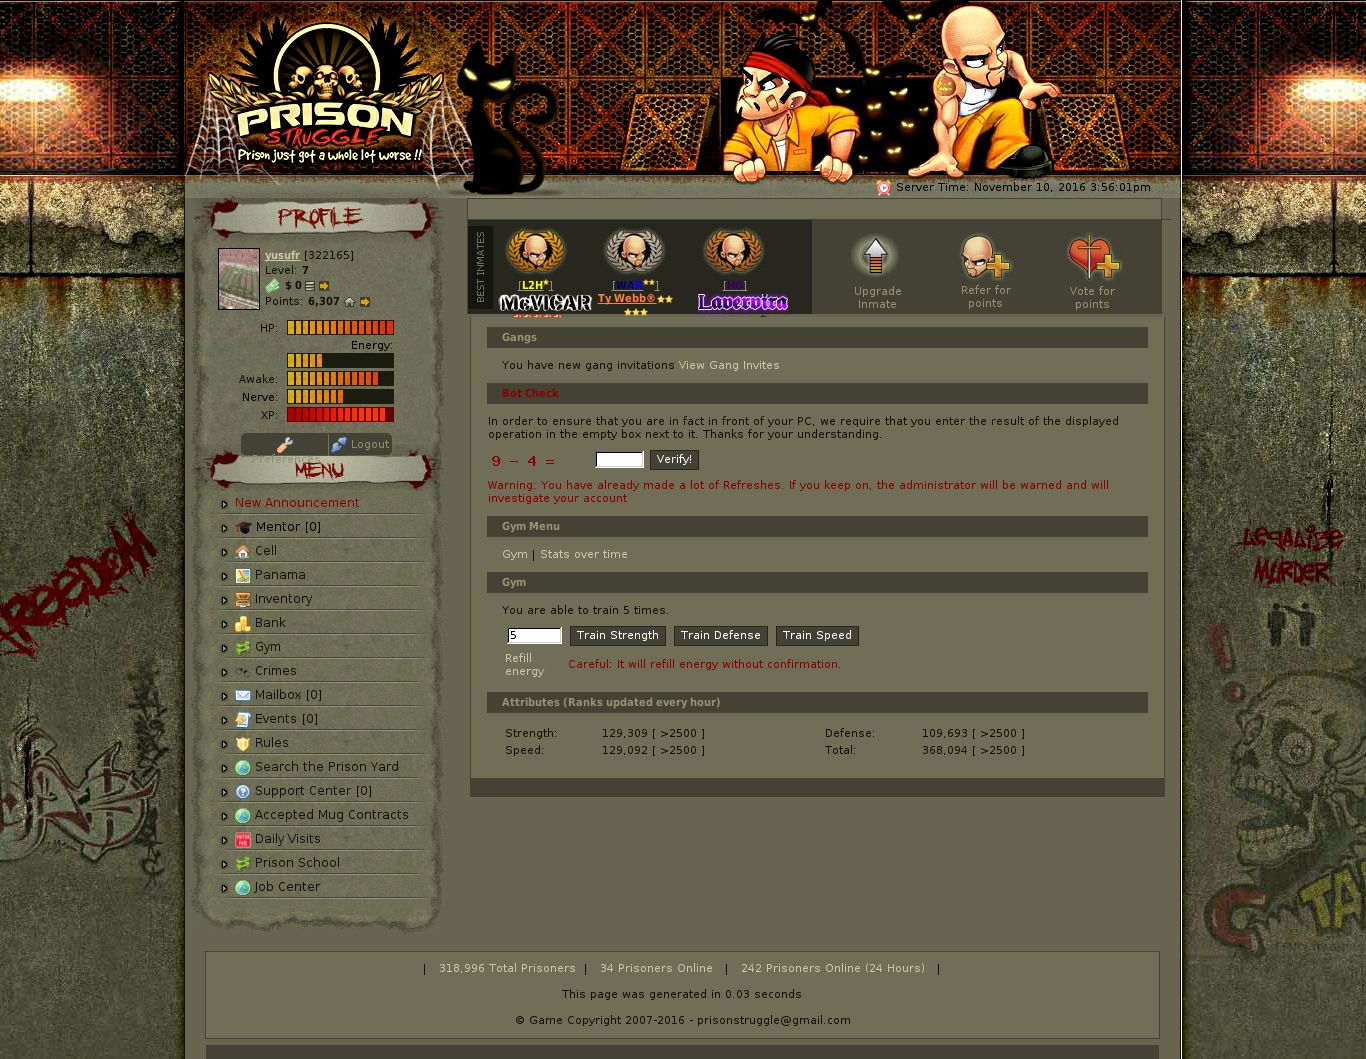 PRISON
STRUGGLE
Prison just got a whole lot worse !!
Server Time: November 10, 2016 3:56:01pm
PROFILE
yusufr [322165]
Level: 7
$ 0
Points: 6,307
HP:
Energy:
Awake:
Nerve:
XP:
Preferences
Logout
MENU
New Announcement
Mentor [0]
Cell
Panama
Inventory
Bank
Gym
Crimes
Mailbox [0]
Events [0]
Rules
Search the Prison Yard
Support Center [0]
Accepted Mug Contracts
Daily Visits
Prison School
Job Center
BEST INMATES
[L2H*]
McVICAR
[WAR**]
Ty Webb®
[HG]
Lavervita
Upgrade
Inmate
Refer for
points
Vote for
points
Gangs
You have new gang invitations View Gang Invites
Bot Check
In order to ensure that you are in fact in front of your PC, we require that you enter the result of the displayed
operation in the empty box next to it. Thanks for your understanding.
9 - 4 =
Verify!
Warning: You have already made a lot of Refreshes. If you keep on, the administrator will be warned and will
investigate your account
Gym Menu
Gym | Stats over time
Gym
You are able to train 5 times.
5 Train Strength Train Defense Train Speed
Refill
energy
Careful: It will refill energy without confirmation.
Attributes (Ranks updated every hour)
Strength: 129,309 [ >2500 ] Defense: 109,693 [ >2500 ]
Speed: 129,092 [ >2500 ] Total: 368,094 [ >2500 ]
| 318,996 Total Prisoners | 34 Prisoners Online | 242 Prisoners Online (24 Hours) |
This page was generated in 0.03 seconds
© Game Copyright 2007-2016 - prisonstruggle@gmail.com
FREEDOM
LEGALIZE
MURDER